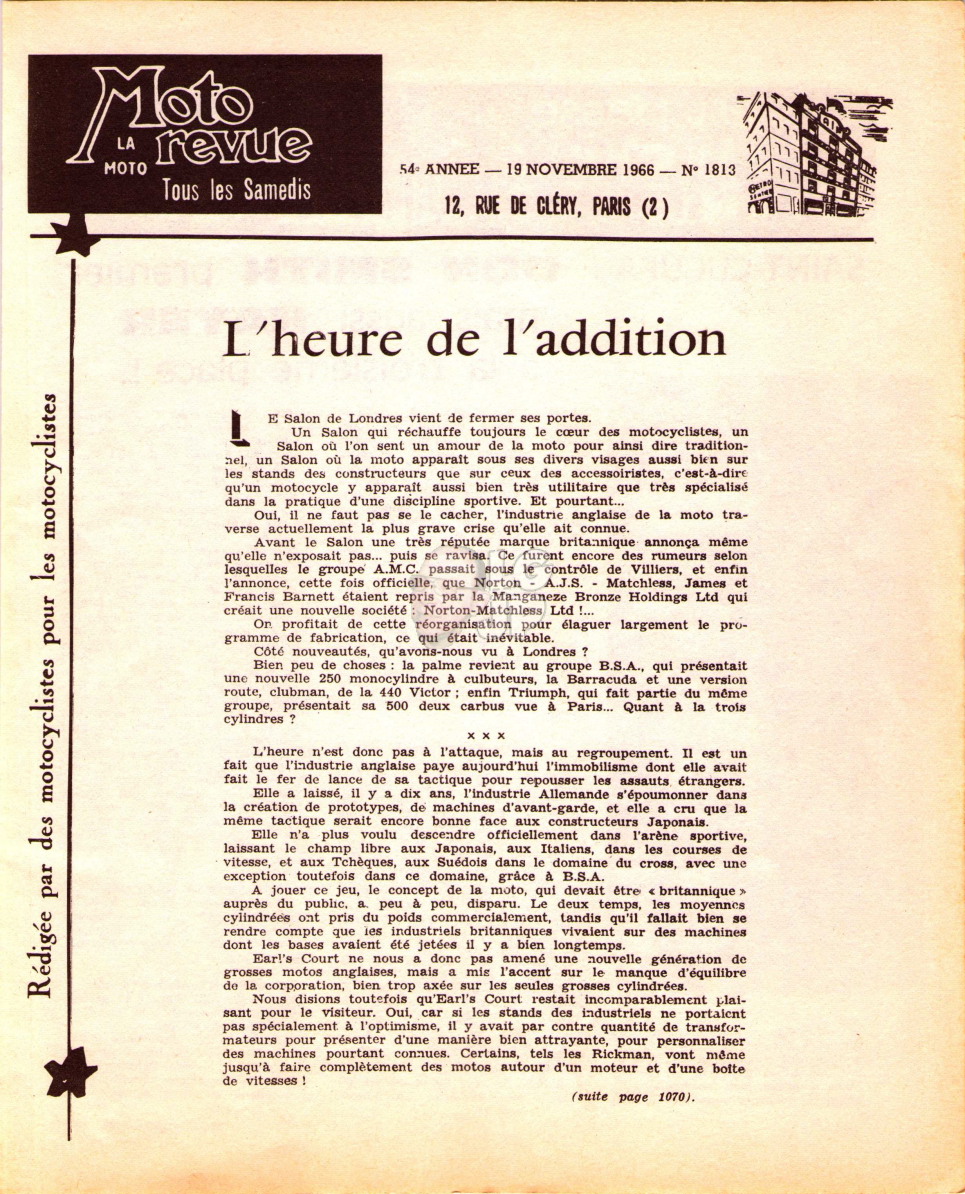 Moto
LA
MOTO
revue
Tous les Samedis
54e ANNEE — 19 NOVEMBRE 1966 — N° 1813
12, RUE DE CLÉRY, PARIS (2)
Rédigée par des motocyclistes pour les motocyclistes
L'heure de l'addition
LE Salon de Londres vient de fermer ses portes.
Un Salon qui réchauffe toujours le cœur des motocyclistes, un
Salon où l'on sent un amour de la moto pour ainsi dire tradition-
nel, un Salon où la moto apparaît sous ses divers visages aussi bien sur
les stands des constructeurs que sur ceux des accessoiristes, c'est-à-dire
qu'un motocycle y apparaît aussi bien très utilitaire que très spécialisé
dans la pratique d'une discipline sportive. Et pourtant...
Oui, il ne faut pas se le cacher, l'industrie anglaise de la moto tra-
verse actuellement la plus grave crise qu'elle ait connue.
Avant le Salon une très réputée marque britannique annonça même
qu'elle n'exposait pas... puis se ravisa. Ce furent encore des rumeurs selon
lesquelles le groupe A.M.C. passait sous le contrôle de Villiers, et enfin
l'annonce, cette fois officielle, que Norton - A.J.S. - Matchless, James et
Francis Barnett étaient repris par la Manganeze Bronze Holdings Ltd qui
créait une nouvelle société : Norton-Matchless Ltd !...
On profitait de cette réorganisation pour élaguer largement le pro-
gramme de fabrication, ce qui était inévitable.
Côté nouveautés, qu'avons-nous vu à Londres ?
Bien peu de choses : la palme revient au groupe B.S.A., qui présentait
une nouvelle 250 monocylindre à culbuteurs, la Barracuda et une version
route, clubman, de la 440 Victor ; enfin Triumph, qui fait partie du même
groupe, présentait sa 500 deux carbus vue à Paris... Quant à la trois
cylindres ?
x x x
L'heure n'est donc pas à l'attaque, mais au regroupement. Il est un
fait que l'industrie anglaise paye aujourd'hui l'immobilisme dont elle avait
fait le fer de lance de sa tactique pour repousser les assauts étrangers.
Elle a laissé, il y a dix ans, l'industrie Allemande s'époumonner dans
la création de prototypes, de machines d'avant-garde, et elle a cru que la
même tactique serait encore bonne face aux constructeurs Japonais.
Elle n'a plus voulu descendre officiellement dans l'arène sportive,
laissant le champ libre aux Japonais, aux Italiens, dans les courses de
vitesse, et aux Tchèques, aux Suédois dans le domaine du cross, avec une
exception toutefois dans ce domaine, grâce à B.S.A.
A jouer ce jeu, le concept de la moto, qui devait être « britannique »
auprès du public, a, peu à peu, disparu. Le deux temps, les moyennes
cylindrées ont pris du poids commercialement, tandis qu'il fallait bien se
rendre compte que les industriels britanniques vivaient sur des machines
dont les bases avaient été jetées il y a bien longtemps.
Earl's Court ne nous a donc pas amené une nouvelle génération de
grosses motos anglaises, mais a mis l'accent sur le manque d'équilibre
de la corporation, bien trop axée sur les seules grosses cylindrées.
Nous disions toutefois qu'Earl's Court restait incomparablement plai-
sant pour le visiteur. Oui, car si les stands des industriels ne portaient
pas spécialement à l'optimisme, il y avait par contre quantité de transfor-
mateurs pour présenter d'une manière bien attrayante, pour personnaliser
des machines pourtant connues. Certains, tels les Rickman, vont même
jusqu'à faire complètement des motos autour d'un moteur et d'une boîte
de vitesses !
(suite page 1070).